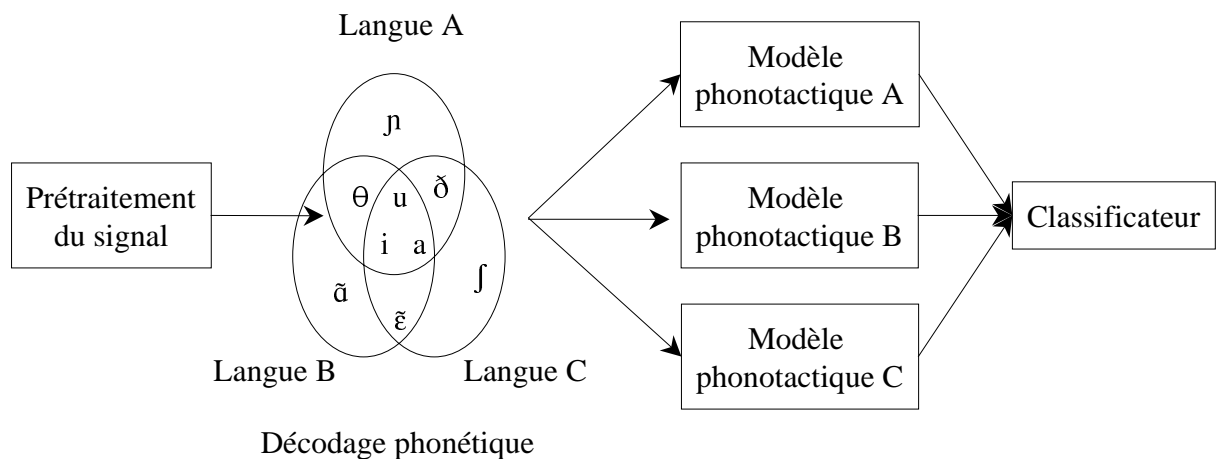 Langue A
Prétraitement
du signal
ɲ
θ u ð
i a
ɑ̃ ʃ
ɛ̃
Langue B
Langue C
Décodage phonétique
Modèle
phonotactique A
Modèle
phonotactique B
Modèle
phonotactique C
Classificateur